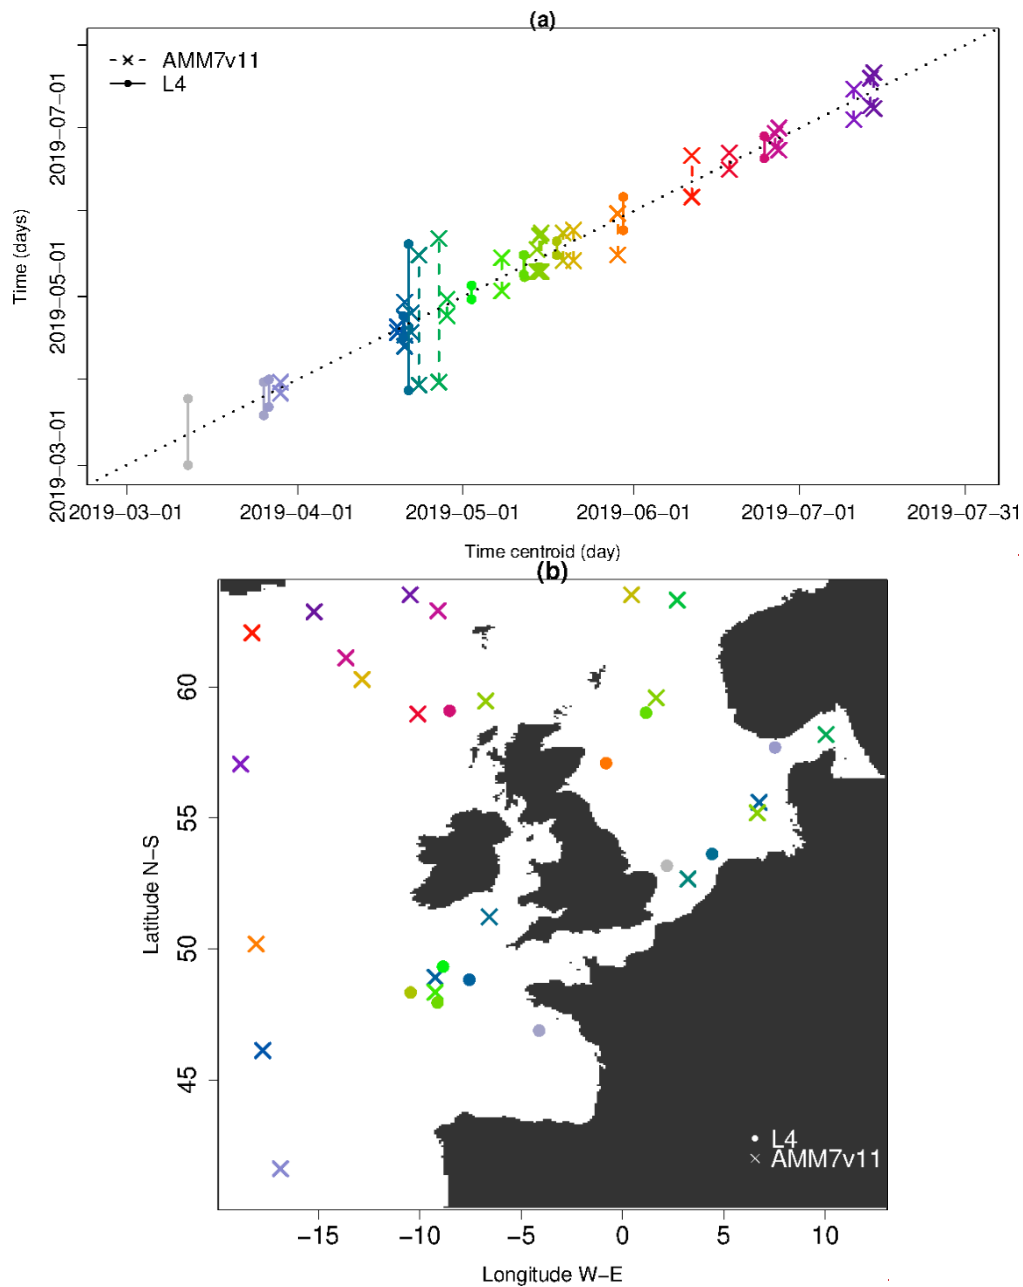 (a)
AMM7v11
L4
Time (days)
2019−07−01
2019−05−01
2019−03−01
2019−03−01 2019−04−01 2019−05−01 2019−06−01 2019−07−01 2019−07−31
Time centroid (day)
(b)
Latitude N−S
60
55
50
45
L4
AMM7v11
−15 −10 −5 0 5 10
Longitude W−E